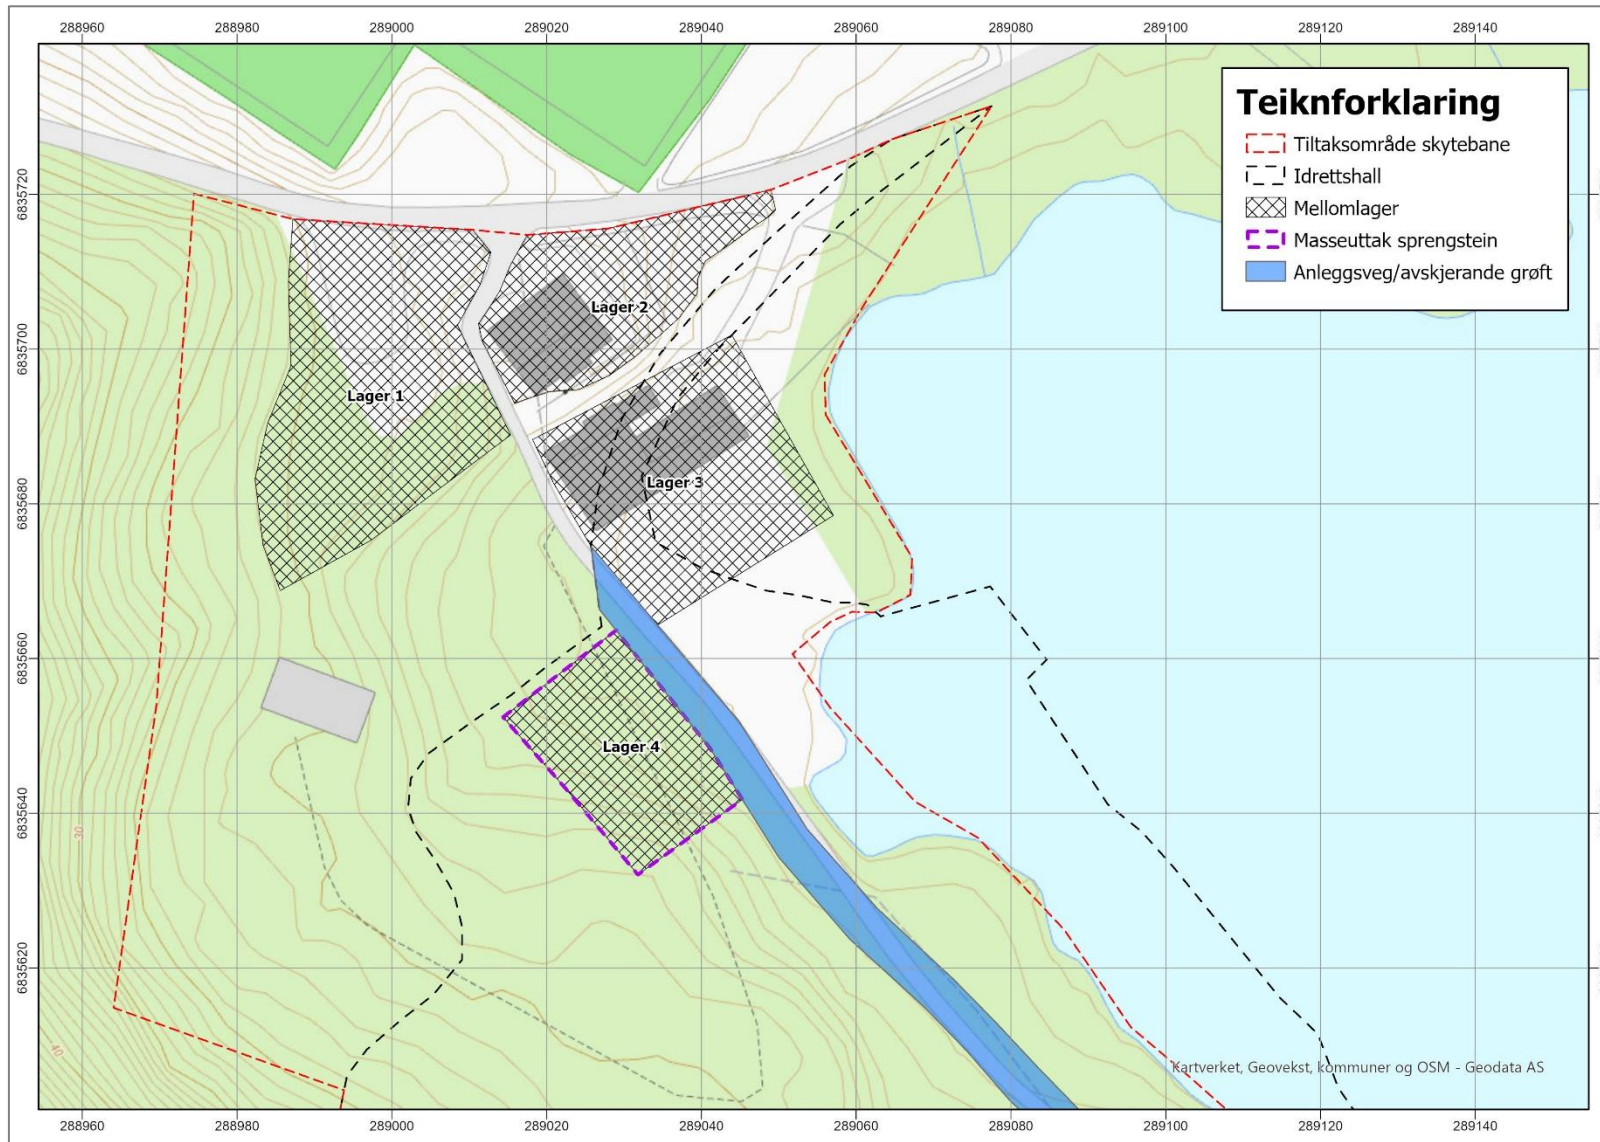 288960 288980 289000 289020 289040 289060 289080 289100 289120 289140
Teiknforklaring
Tiltaksområde skytebane
Idrettshall
Mellomlager
Masseuttak sprengstein
Anleggsveg/avskjerande grøft
6835720
6835700
6835680
6835660
6835640
6835620
Lager 2
Lager 1
Lager 3
Lager 4
30
40
Kartverket, Geovekst, kommuner og OSM - Geodata AS
288960 288980 289000 289020 289040 289060 289080 289100 289120 289140